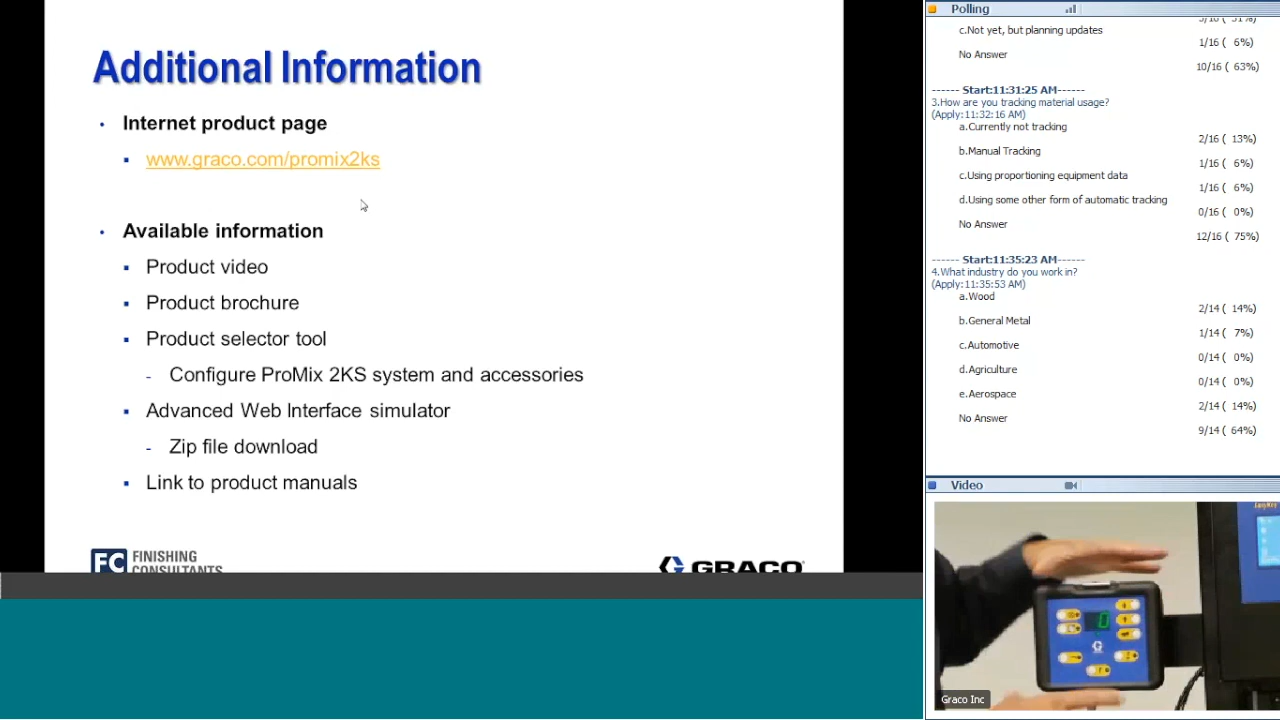 Additional Information
• Internet product page
▪ www.graco.com/promix2ks
• Available information
▪ Product video
▪ Product brochure
▪ Product selector tool
- Configure ProMix 2KS system and accessories
▪ Advanced Web Interface simulator
- Zip file download
▪ Link to product manuals
FC FINISHING
CONSULTANTS
GRACO
Polling
c.Not yet, but planning updates
1/16 ( 6%)
No Answer
10/16 ( 63%)
------ Start:11:31:25 AM------
3.How are you tracking material usage?
(Apply:11:32:16 AM)
a.Currently not tracking
2/16 ( 13%)
b.Manual Tracking
1/16 ( 6%)
c.Using proportioning equipment data
1/16 ( 6%)
d.Using some other form of automatic tracking
0/16 ( 0%)
No Answer
12/16 ( 75%)
------ Start:11:35:23 AM------
4.What industry do you work in?
(Apply:11:35:53 AM)
a.Wood
2/14 ( 14%)
b.General Metal
1/14 ( 7%)
c.Automotive
0/14 ( 0%)
d.Agriculture
0/14 ( 0%)
e.Aerospace
2/14 ( 14%)
No Answer
9/14 ( 64%)
Video
EasyKey
0
Graco Inc